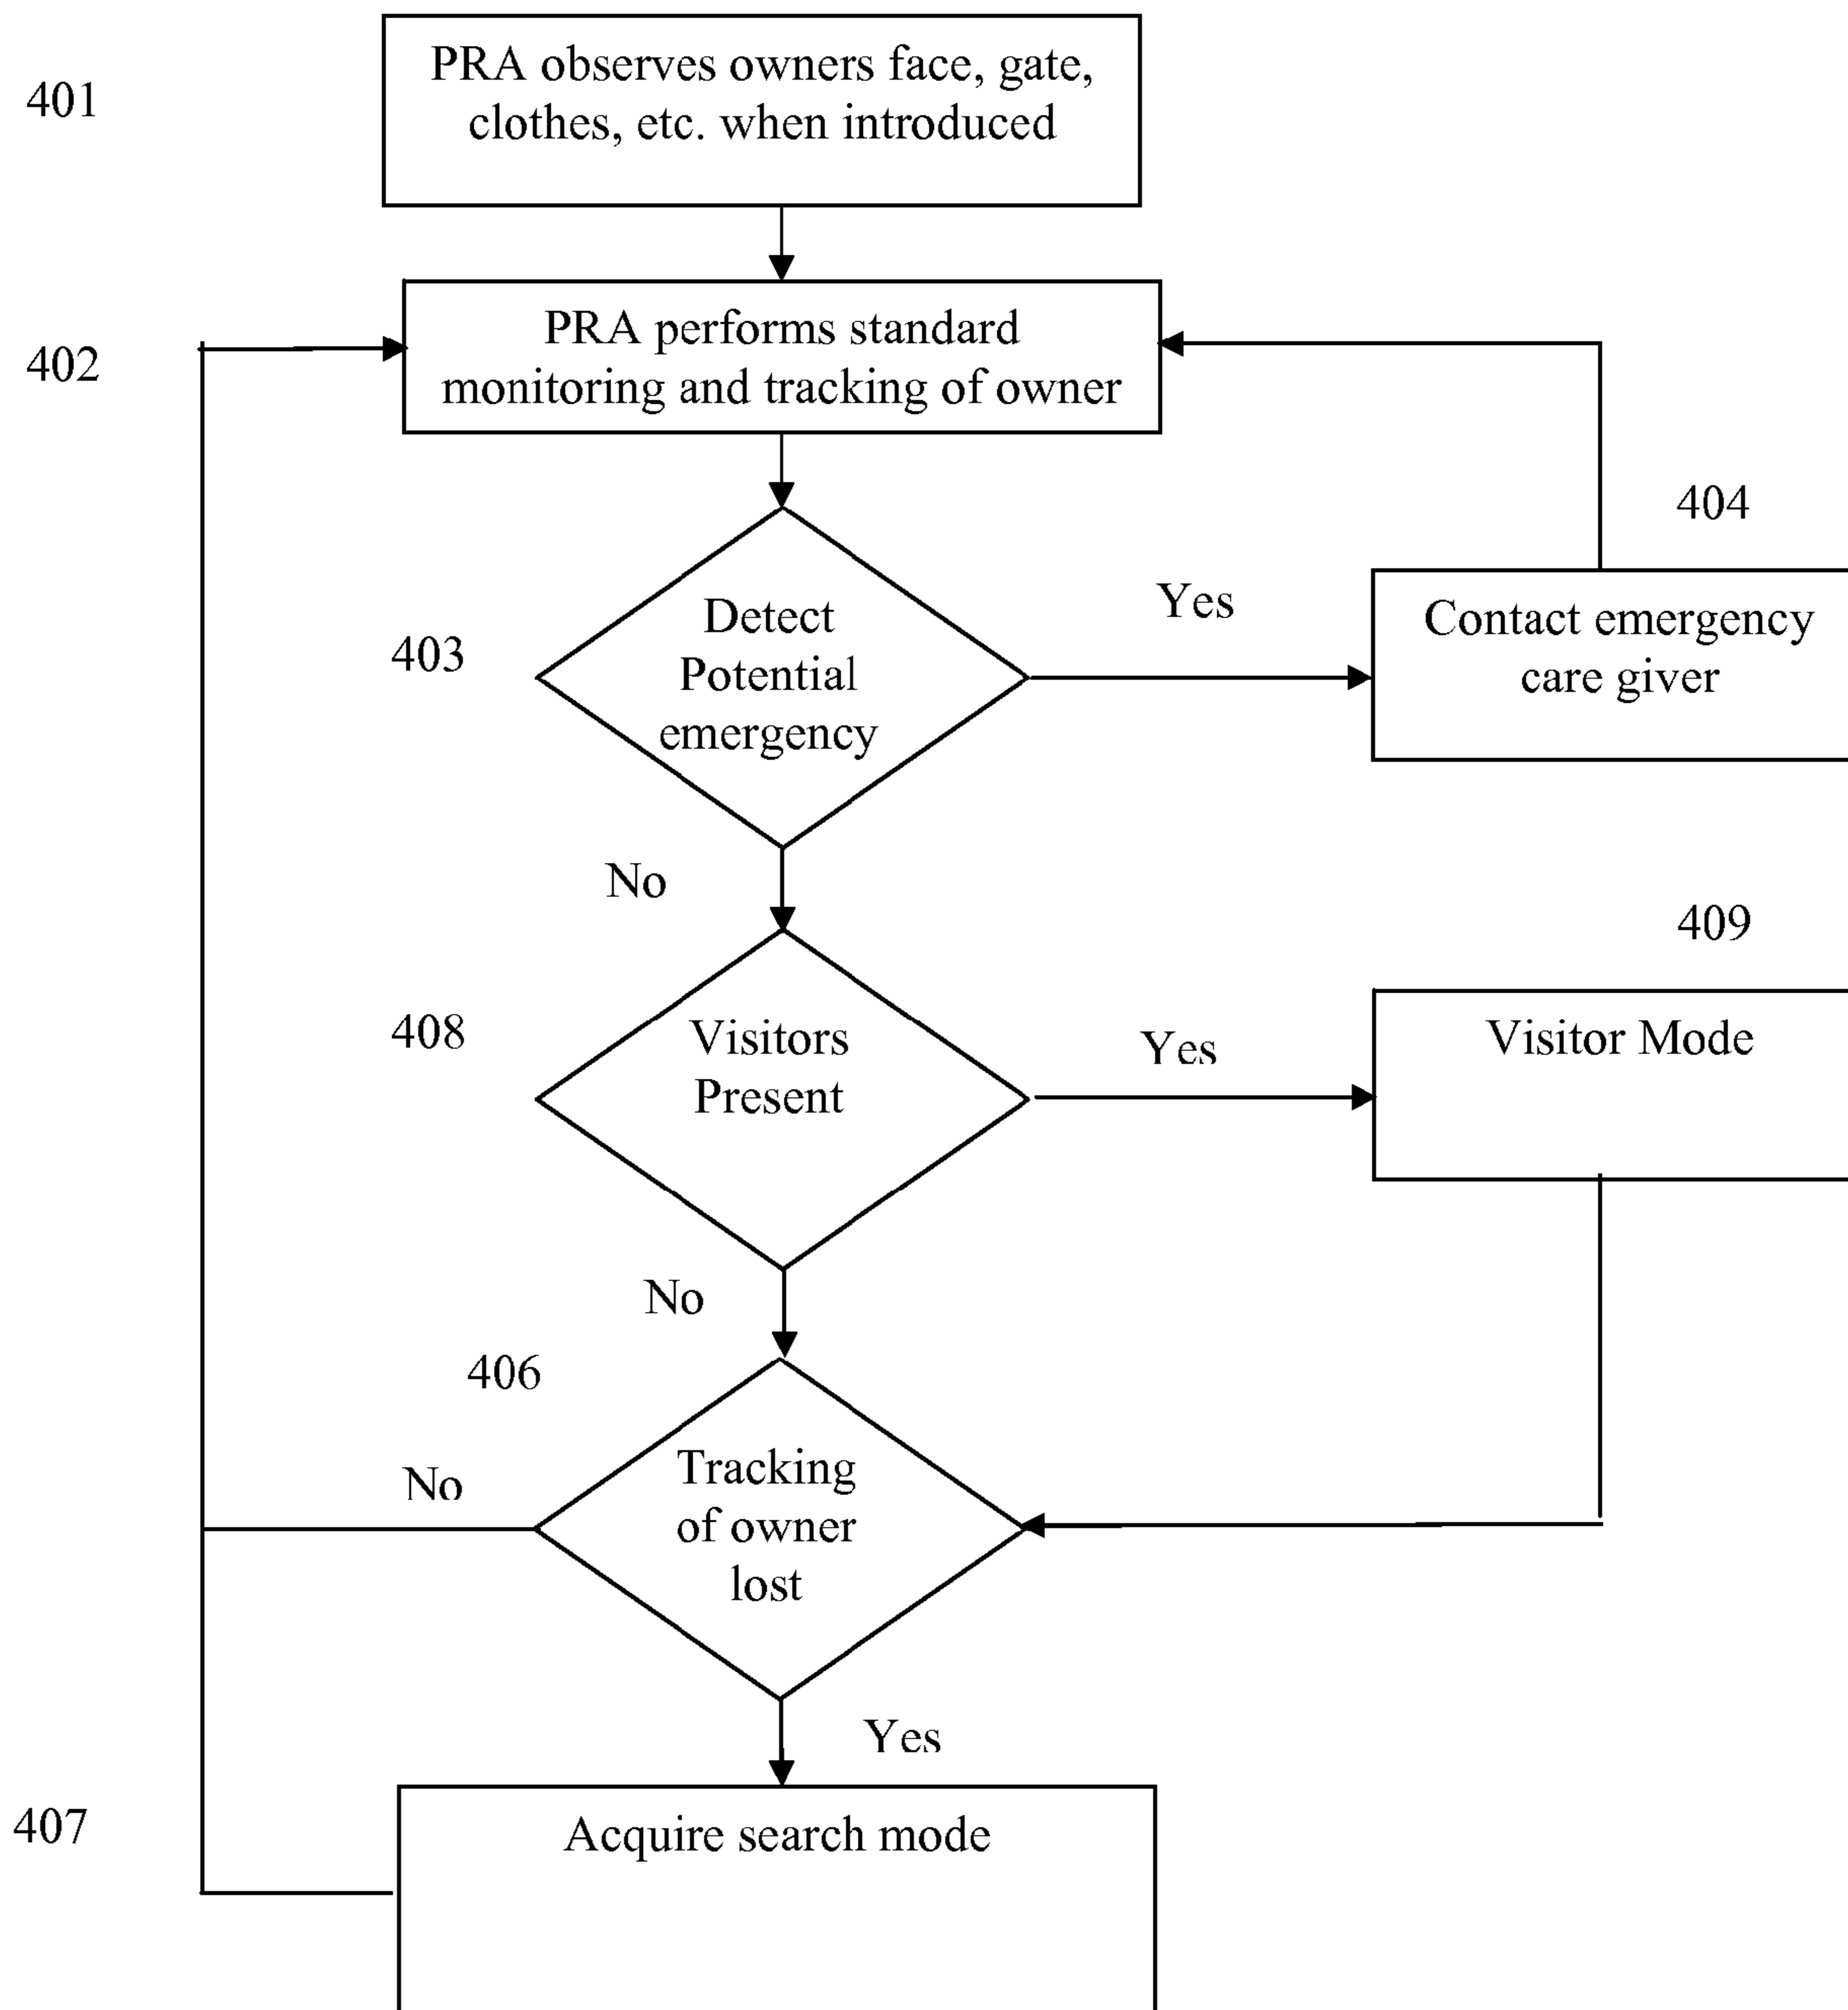 401
PRA observes owners face, gate,
clothes, etc. when introduced
402
PRA performs standard
monitoring and tracking of owner
403
Detect
Potential
emergency
Yes
404
Contact emergency
care giver
No
408
Visitors
Present
Yes
409
Visitor Mode
No
406
Tracking
of owner
lost
No
Yes
407
Acquire search mode